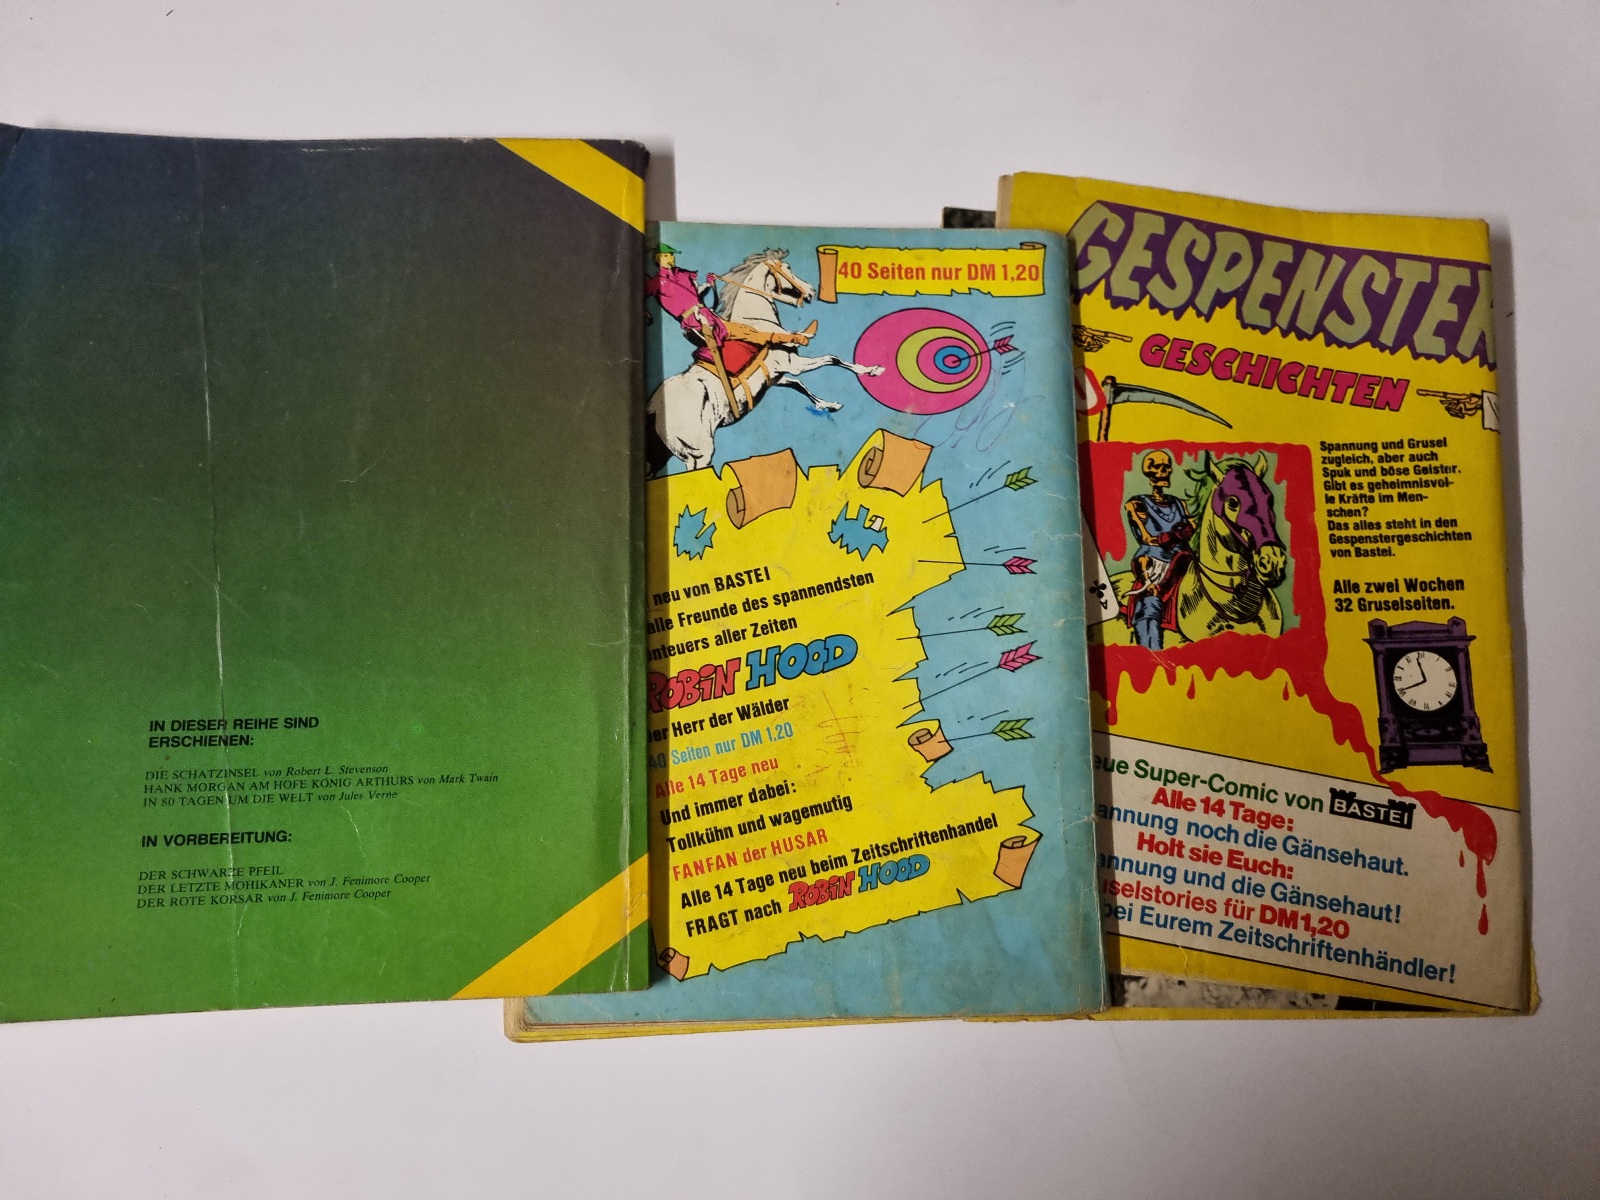 IN DIESER REIHE SIND
ERSCHIENEN:
DIE SCHATZINSEL von Robert L. Stevenson
HANK MORGAN AM HOFE KÖNIG ARTHURS von Mark Twain
IN 80 TAGEN UM DIE WELT von Jules Verne
IN VORBEREITUNG:
DER SCHWARZE PFEIL
DER LETZTE MOHIKANER von J. Fenimore Cooper
DER ROTE KORSAR von J. Fenimore Cooper
40 Seiten nur DM 1,20
neu von BASTEI
alle Freunde des spannendsten
enteuers aller Zeiten
ROBIN HOOD
Der Herr der Wälder
40 Seiten nur DM 1,20
Alle 14 Tage neu
Und immer dabei:
Tollkühn und wagemutig
FANFAN der HUSAR
Alle 14 Tage neu beim Zeitschriftenhandel
FRAGT nach ROBIN HOOD
GESPENSTER
GESCHICHTEN
Spannung und Grusel
zugleich, aber auch
Spuk und böse Geister.
Gibt es geheimnisvol-
le Kräfte im Men-
schen?
Das alles steht in den
Gespenstergeschichten
von Bastei.
Alle zwei Wochen
32 Gruselseiten.
A
eue Super-Comic von BASTEI
Alle 14 Tage:
annung noch die Gänsehaut.
Holt sie Euch:
annung und die Gänsehaut!
selstories für DM 1,20
bei Eurem Zeitschriftenhändler!